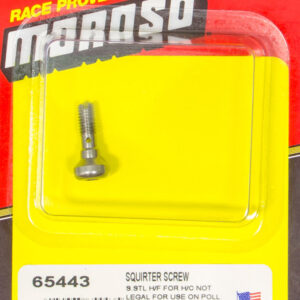 RACE PROVE
MOROSO
65443
SQUIRTER SCREW
S.STL H/F FOR H/C NOT
LEGAL FOR USE ON POLL